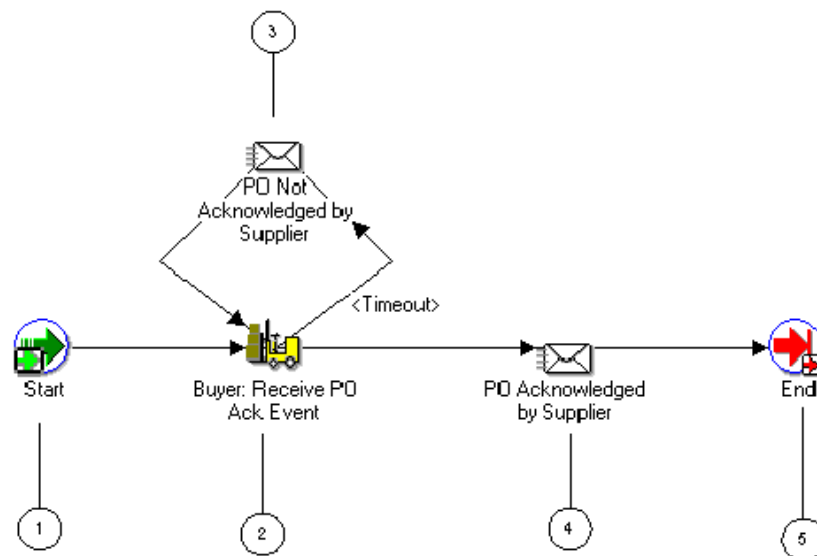 3
PO Not
Acknowledged by
Supplier
<Timeout>
Start
Buyer: Receive PO
Ack. Event
PO Acknowledged
by Supplier
End
1
2
4
5